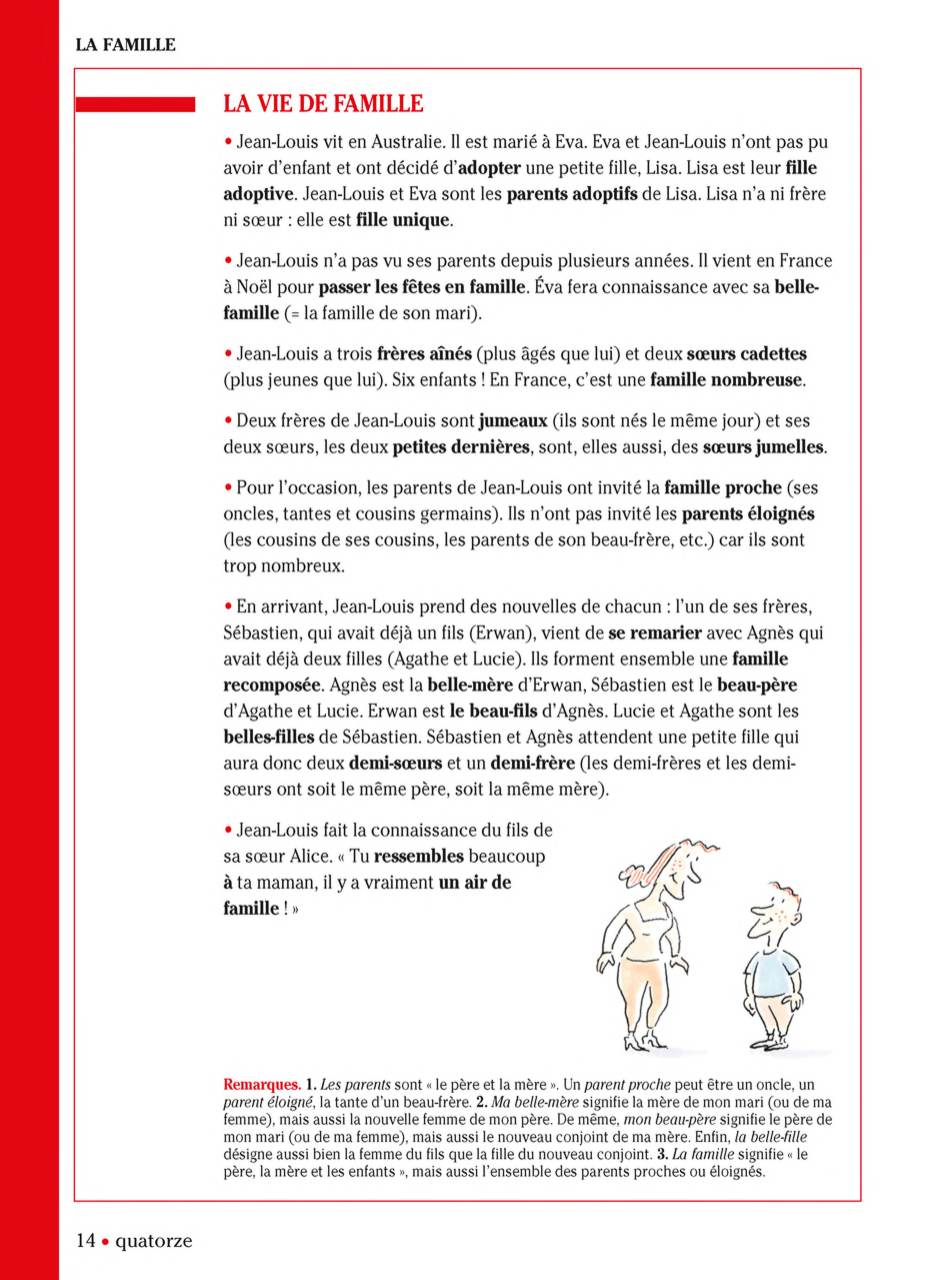 LA FAMILLE
LA VIE DE FAMILLE
• Jean-Louis vit en Australie. Il est marié à Eva. Eva et Jean-Louis n’ont pas pu
avoir d’enfant et ont décidé d’adopter une petite fille, Lisa. Lisa est leur fille
adoptive. Jean-Louis et Eva sont les parents adoptifs de Lisa. Lisa n’a ni frère
ni sœur : elle est fille unique.
• Jean-Louis n’a pas vu ses parents depuis plusieurs années. Il vient en France
à Noël pour passer les fêtes en famille. Éva fera connaissance avec sa belle-
famille (= la famille de son mari).
• Jean-Louis a trois frères aînés (plus âgés que lui) et deux sœurs cadettes
(plus jeunes que lui). Six enfants ! En France, c’est une famille nombreuse.
• Deux frères de Jean-Louis sont jumeaux (ils sont nés le même jour) et ses
deux sœurs, les deux petites dernières, sont, elles aussi, des sœurs jumelles.
• Pour l’occasion, les parents de Jean-Louis ont invité la famille proche (ses
oncles, tantes et cousins germains). Ils n’ont pas invité les parents éloignés
(les cousins de ses cousins, les parents de son beau-frère, etc.) car ils sont
trop nombreux.
• En arrivant, Jean-Louis prend des nouvelles de chacun : l’un de ses frères,
Sébastien, qui avait déjà un fils (Erwan), vient de se remarier avec Agnès qui
avait déjà deux filles (Agathe et Lucie). Ils forment ensemble une famille
recomposée. Agnès est la belle-mère d’Erwan, Sébastien est le beau-père
d’Agathe et Lucie. Erwan est le beau-fils d’Agnès. Lucie et Agathe sont les
belles-filles de Sébastien. Sébastien et Agnès attendent une petite fille qui
aura donc deux demi-sœurs et un demi-frère (les demi-frères et les demi-
sœurs ont soit le même père, soit la même mère).
• Jean-Louis fait la connaissance du fils de
sa sœur Alice. « Tu ressembles beaucoup
à ta maman, il y a vraiment un air de
famille ! »
Remarques. 1. Les parents sont « le père et la mère ». Un parent proche peut être un oncle, un
parent éloigné, la tante d’un beau-frère. 2. Ma belle-mère signifie la mère de mon mari (ou de ma
femme), mais aussi la nouvelle femme de mon père. De même, mon beau-père signifie le père de
mon mari (ou de ma femme), mais aussi le nouveau conjoint de ma mère. Enfin, la belle-fille
désigne aussi bien la femme du fils que la fille du nouveau conjoint. 3. La famille signifie « le
père, la mère et les enfants », mais aussi l’ensemble des parents proches ou éloignés.
14 • quatorze